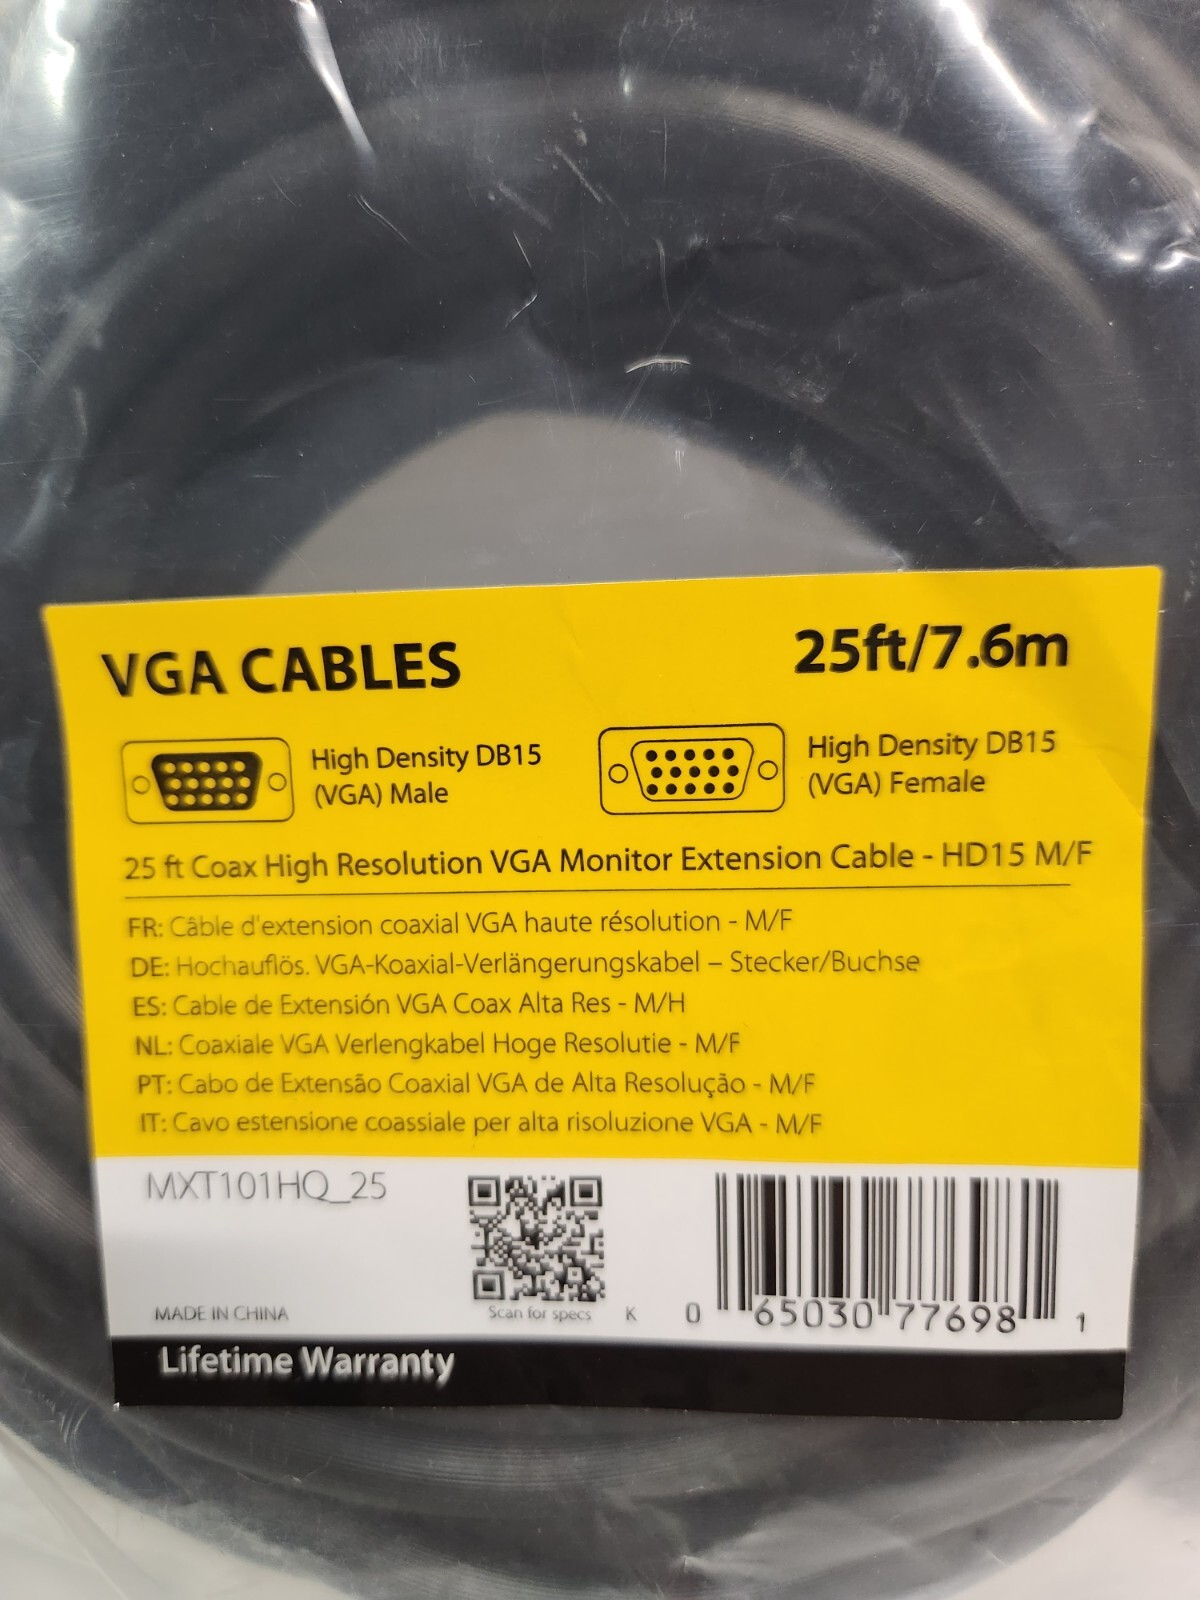 VGA CABLES
25ft/7.6m
High Density DB15
(VGA) Male
High Density DB15
(VGA) Female
25 ft Coax High Resolution VGA Monitor Extension Cable - HD15 M/F
FR: Câble d'extension coaxial VGA haute résolution - M/F
DE: Hochauflös. VGA-Koaxial-Verlängerungskabel – Stecker/Buchse
ES: Cable de Extensión VGA Coax Alta Res - M/H
NL: Coaxiale VGA Verlengkabel Hoge Resolutie - M/F
PT: Cabo de Extensão Coaxial VGA de Alta Resolução - M/F
IT: Cavo estensione coassiale per alta risoluzione VGA - M/F
MXT101HQ_25
MADE IN CHINA
Scan for specs
K
0 65030 77698 1
Lifetime Warranty